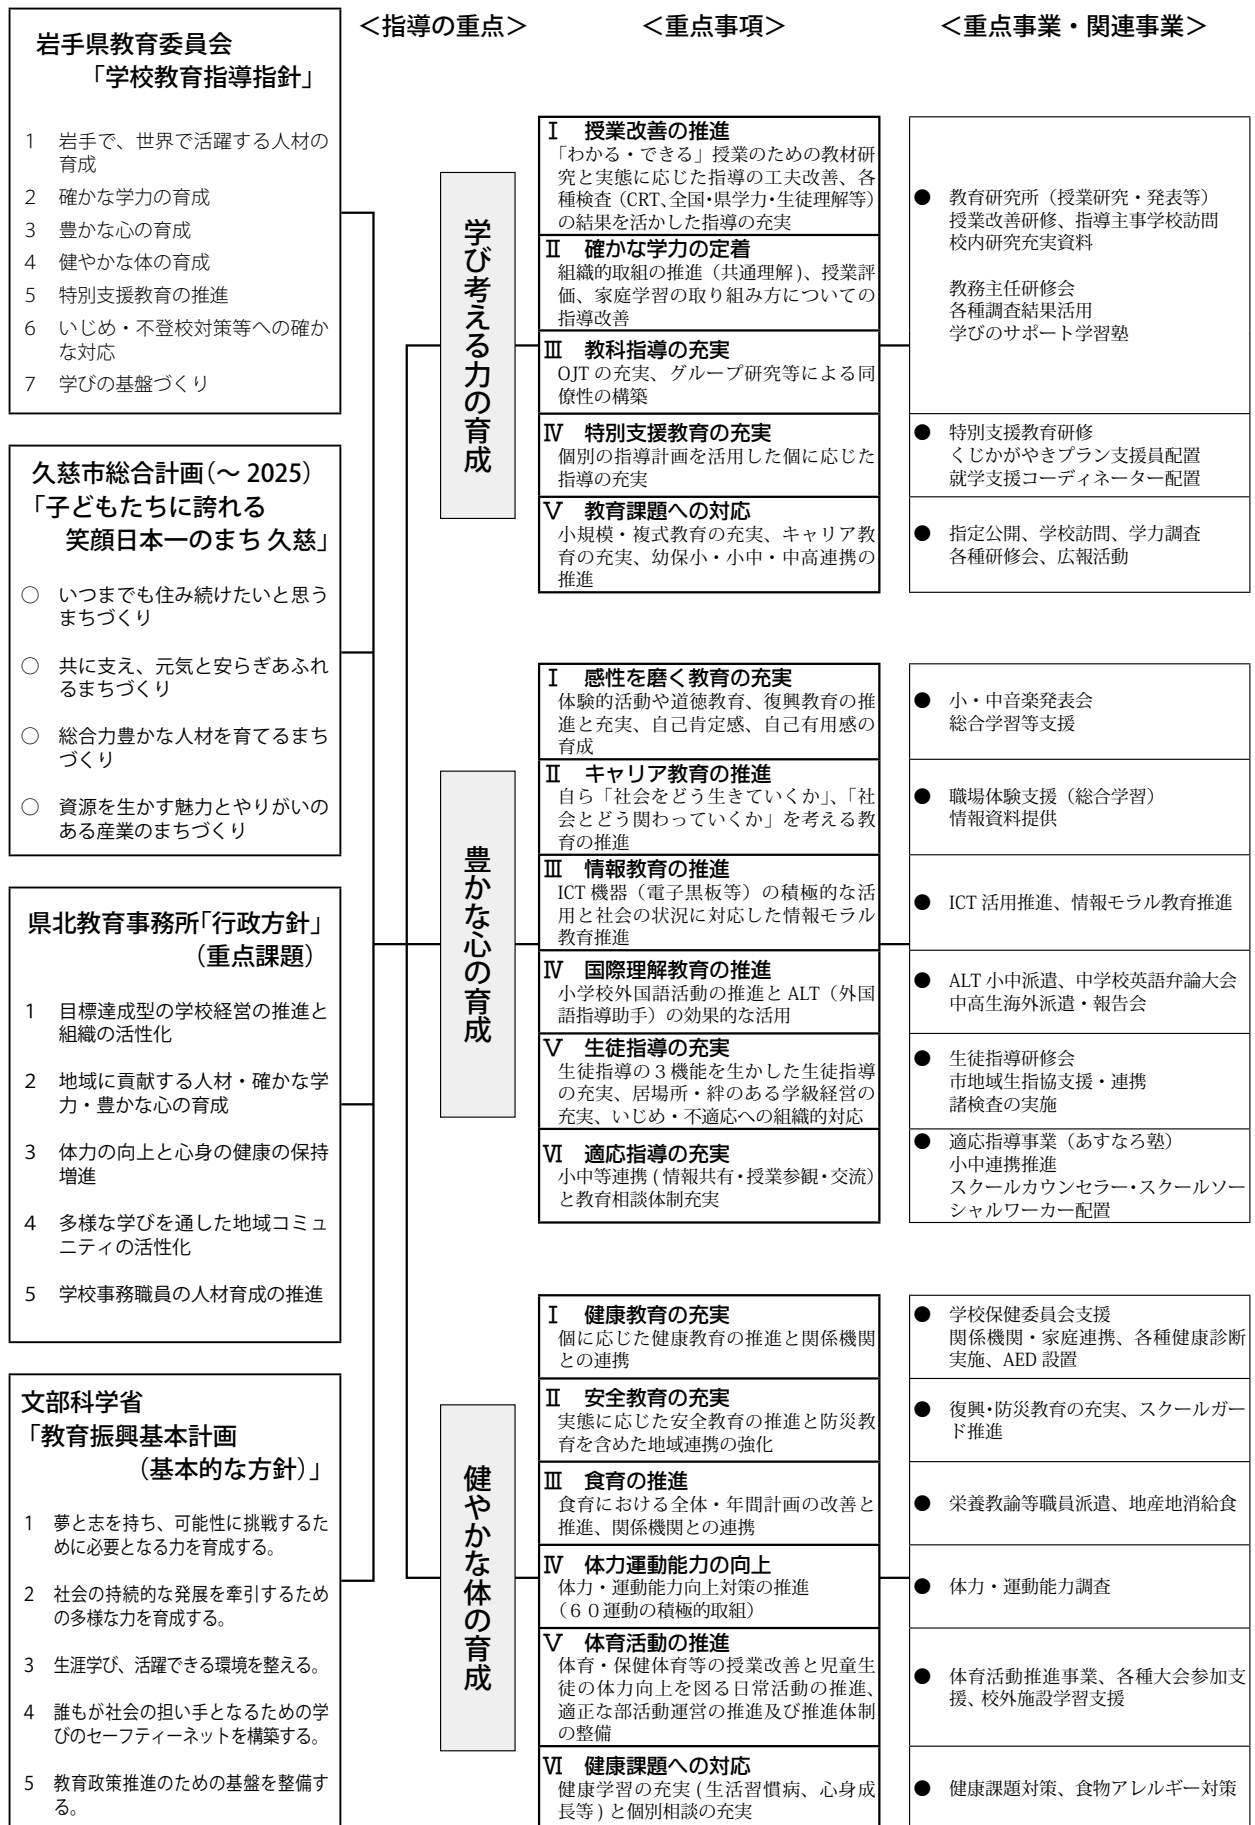 岩手県教育委員会
「学校教育指導指針」
1 岩手で、世界で活躍する人材の
育成
2 確かな学力の育成
3 豊かな心の育成
4 健やかな体の育成
5 特別支援教育の推進
6 いじめ・不登校対策等への確か
な対応
7 学びの基盤づくり
久慈市総合計画(～ 2025)
「子どもたちに誇れる
笑顔日本一のまち 久慈」
○ いつまでも住み続けたいと思う
まちづくり
○ 共に支え、元気と安らぎあふれ
るまちづくり
○ 総合力豊かな人材を育てるまち
づくり
○ 資源を生かす魅力とやりがいの
ある産業のまちづくり
県北教育事務所「行政方針」
(重点課題)
1 目標達成型の学校経営の推進と
組織の活性化
2 地域に貢献する人材・確かな学
力・豊かな心の育成
3 体力の向上と心身の健康の保持
増進
4 多様な学びを通した地域コミュ
ニティの活性化
5 学校事務職員の人材育成の推進
文部科学省
「教育振興基本計画
(基本的な方針)」
1 夢と志を持ち、可能性に挑戦するた
めに必要となる力を育成する。
2 社会の持続的な発展を牽引するため
の多様な力を育成する。
3 生涯学び、活躍できる環境を整える。
4 誰もが社会の担い手となるための学
びのセーフティーネットを構築する。
5 教育政策推進のための基盤を整備す
る。
＜指導の重点＞
＜重点事項＞
＜重点事業・関連事業＞
学び考える力の育成
Ⅰ 授業改善の推進
「わかる・できる」授業のための教材研
究と実態に応じた指導の工夫改善、各
種検査（CRT、全国・県学力・生徒理解等）
の結果を活かした指導の充実
Ⅱ 確かな学力の定着
組織的取組の推進（共通理解）、授業評
価、家庭学習の取り組み方についての
指導改善
Ⅲ 教科指導の充実
OJT の充実、グループ研究等による同
僚性の構築
● 教育研究所（授業研究・発表等）
授業改善研修、指導主事学校訪問
校内研究充実資料
教務主任研修会
各種調査結果活用
学びのサポート学習塾
Ⅳ 特別支援教育の充実
個別の指導計画を活用した個に応じた
指導の充実
● 特別支援教育研修
くじかがやきプラン支援員配置
就学支援コーディネーター配置
Ⅴ 教育課題への対応
小規模・複式教育の充実、キャリア教
育の充実、幼保小・小中・中高連携の
推進
● 指定公開、学校訪問、学力調査
各種研修会、広報活動
豊かな心の育成
Ⅰ 感性を磨く教育の充実
体験的活動や道徳教育、復興教育の推
進と充実、自己肯定感、自己有用感の
育成
● 小・中音楽発表会
総合学習等支援
Ⅱ キャリア教育の推進
自ら「社会をどう生きていくか」、「社
会とどう関わっていくか」を考える教
育の推進
● 職場体験支援（総合学習）
情報資料提供
Ⅲ 情報教育の推進
ICT 機器（電子黒板等）の積極的な活
用と社会の状況に対応した情報モラル
教育推進
● ICT 活用推進、情報モラル教育推進
Ⅳ 国際理解教育の推進
小学校外国語活動の推進と ALT（外国
語指導助手）の効果的な活用
● ALT 小中派遣、中学校英語弁論大会
中高生海外派遣・報告会
Ⅴ 生徒指導の充実
生徒指導の３機能を生かした生徒指導
の充実、居場所・絆のある学級経営の
充実、いじめ・不適応への組織的対応
● 生徒指導研修会
市地域生指協支援・連携
諸検査の実施
Ⅵ 適応指導の充実
小中等連携 ( 情報共有・授業参観・交流）
と教育相談体制充実
● 適応指導事業（あすなろ塾）
小中連携推進
スクールカウンセラー・スクールソー
シャルワーカー配置
健やかな体の育成
Ⅰ 健康教育の充実
個に応じた健康教育の推進と関係機関
との連携
● 学校保健委員会支援
関係機関・家庭連携、各種健康診断
実施、AED 設置
Ⅱ 安全教育の充実
実態に応じた安全教育の推進と防災教
育を含めた地域連携の強化
● 復興・防災教育の充実、スクールガー
ド推進
Ⅲ 食育の推進
食育における全体・年間計画の改善と
推進、関係機関との連携
● 栄養教諭等職員派遣、地産地消給食
Ⅳ 体力運動能力の向上
体力・運動能力向上対策の推進
（６０運動の積極的取組）
● 体力・運動能力調査
Ⅴ 体育活動の推進
体育・保健体育等の授業改善と児童生
徒の体力向上を図る日常活動の推進、
適正な部活動運営の推進及び推進体制
の整備
● 体育活動推進事業、各種大会参加支
援、校外施設学習支援
Ⅵ 健康課題への対応
健康学習の充実 ( 生活習慣病、心身成
長等 ) と個別相談の充実
● 健康課題対策、食物アレルギー対策